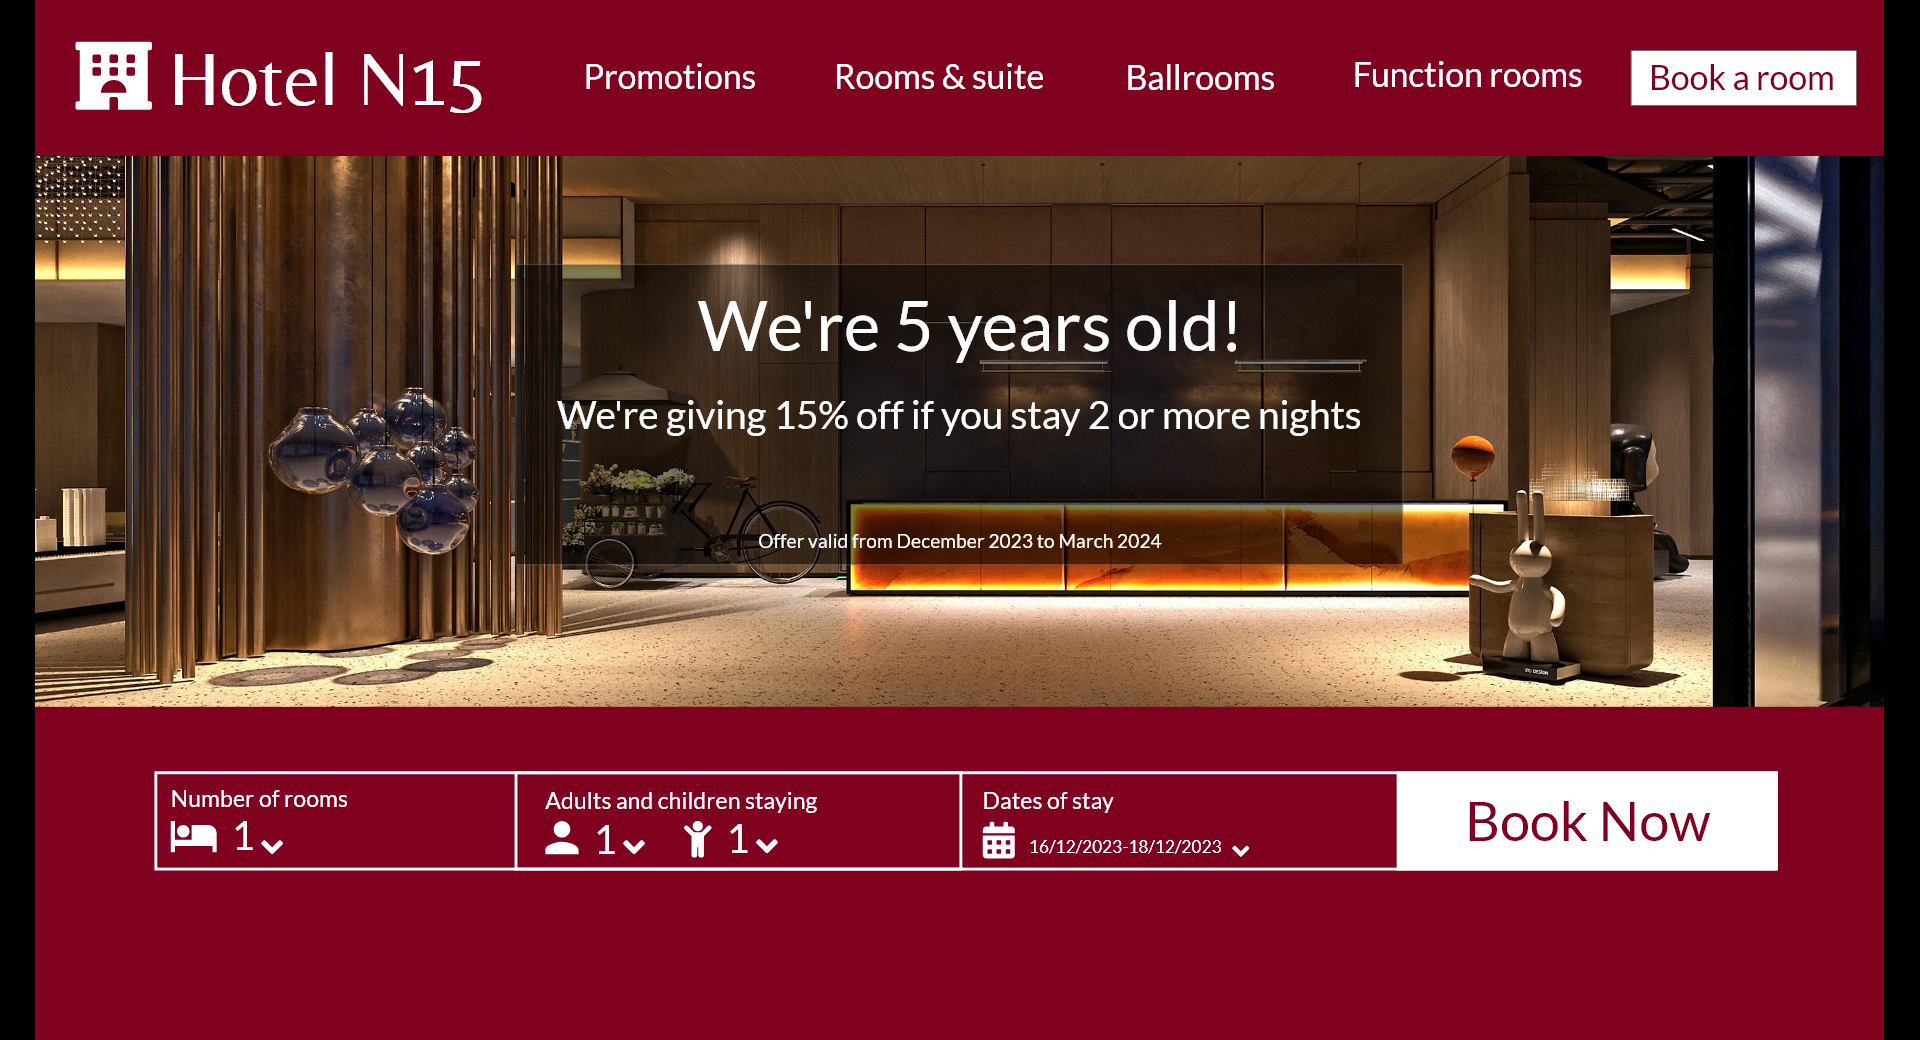 Hotel N15
Promotions
Rooms & suite
Ballrooms
Function rooms
Book a room
We're 5 years old!
We're giving 15% off if you stay 2 or more nights
Offer valid from December 2023 to March 2024
Number of rooms
1
Adults and children staying
1 1
Dates of stay
16/12/2023-18/12/2023
Book Now